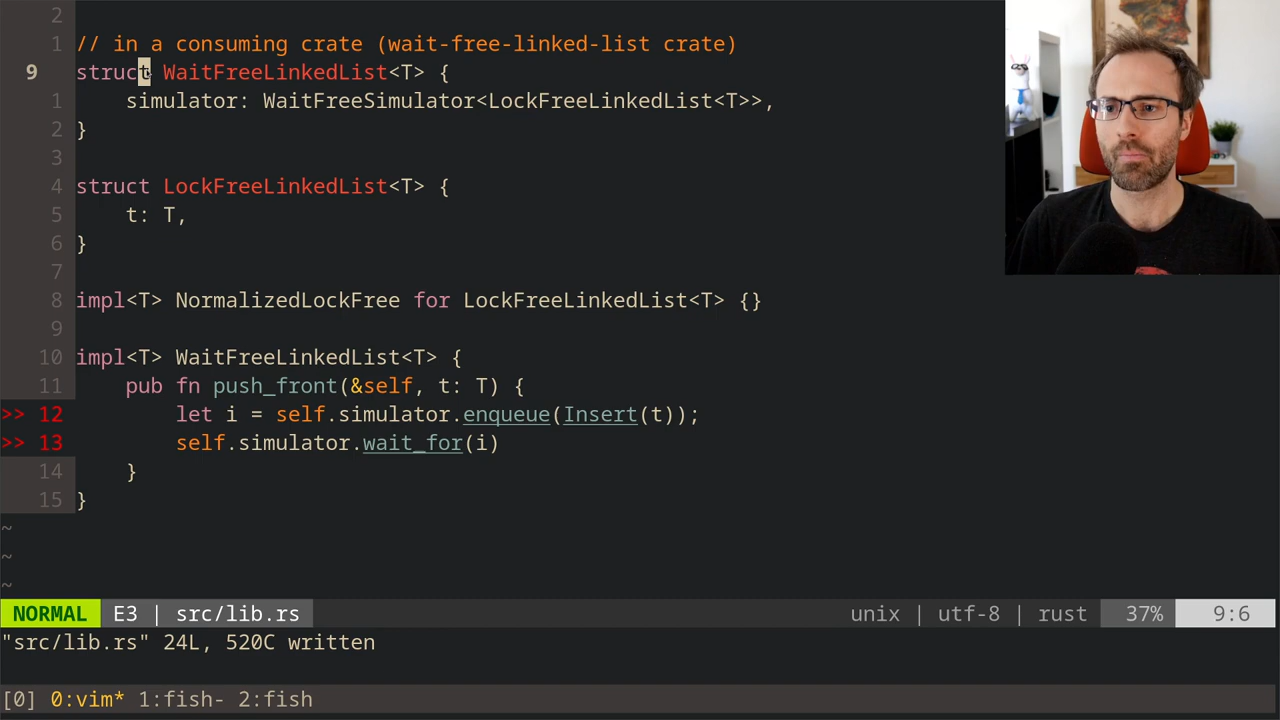 2
1 // in a consuming crate (wait-free-linked-list crate)
9 struct WaitFreeLinkedList<T> {
1 simulator: WaitFreeSimulator<LockFreeLinkedList<T>>,
2 }
3
4 struct LockFreeLinkedList<T> {
5 t: T,
6 }
7
8 impl<T> NormalizedLockFree for LockFreeLinkedList<T> {}
9
10 impl<T> WaitFreeLinkedList<T> {
11 pub fn push_front(&self, t: T) {
>> 12 let i = self.simulator.enqueue(Insert(t));
>> 13 self.simulator.wait_for(i)
14 }
15 }
~
~
~
NORMAL E3 | src/lib.rs unix | utf-8 | rust 37% 9:6
"src/lib.rs" 24L, 520C written
[0] 0:vim* 1:fish- 2:fish